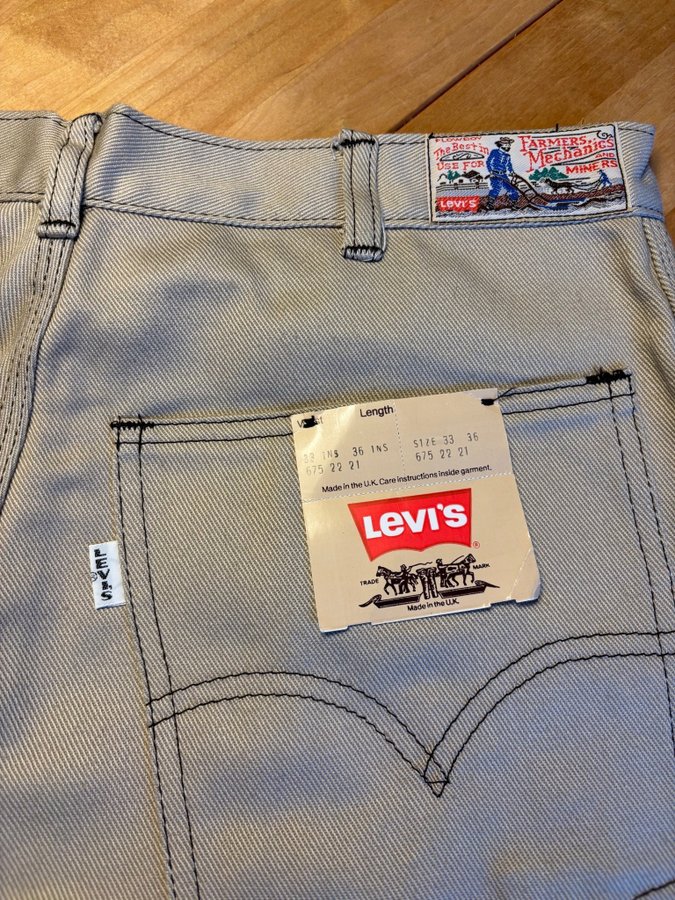 The Best in
USE FOR
FARMERS,
Mechanics
AND
MINERS
Levi's
Length
33 INS 36 INS
675 22 21
SIZE 33 36
675 22 21
Made in the U.K. Care instructions inside garment.
Levi's
®
TRADE MARK
Made in the U.K.
LEVI'S
®